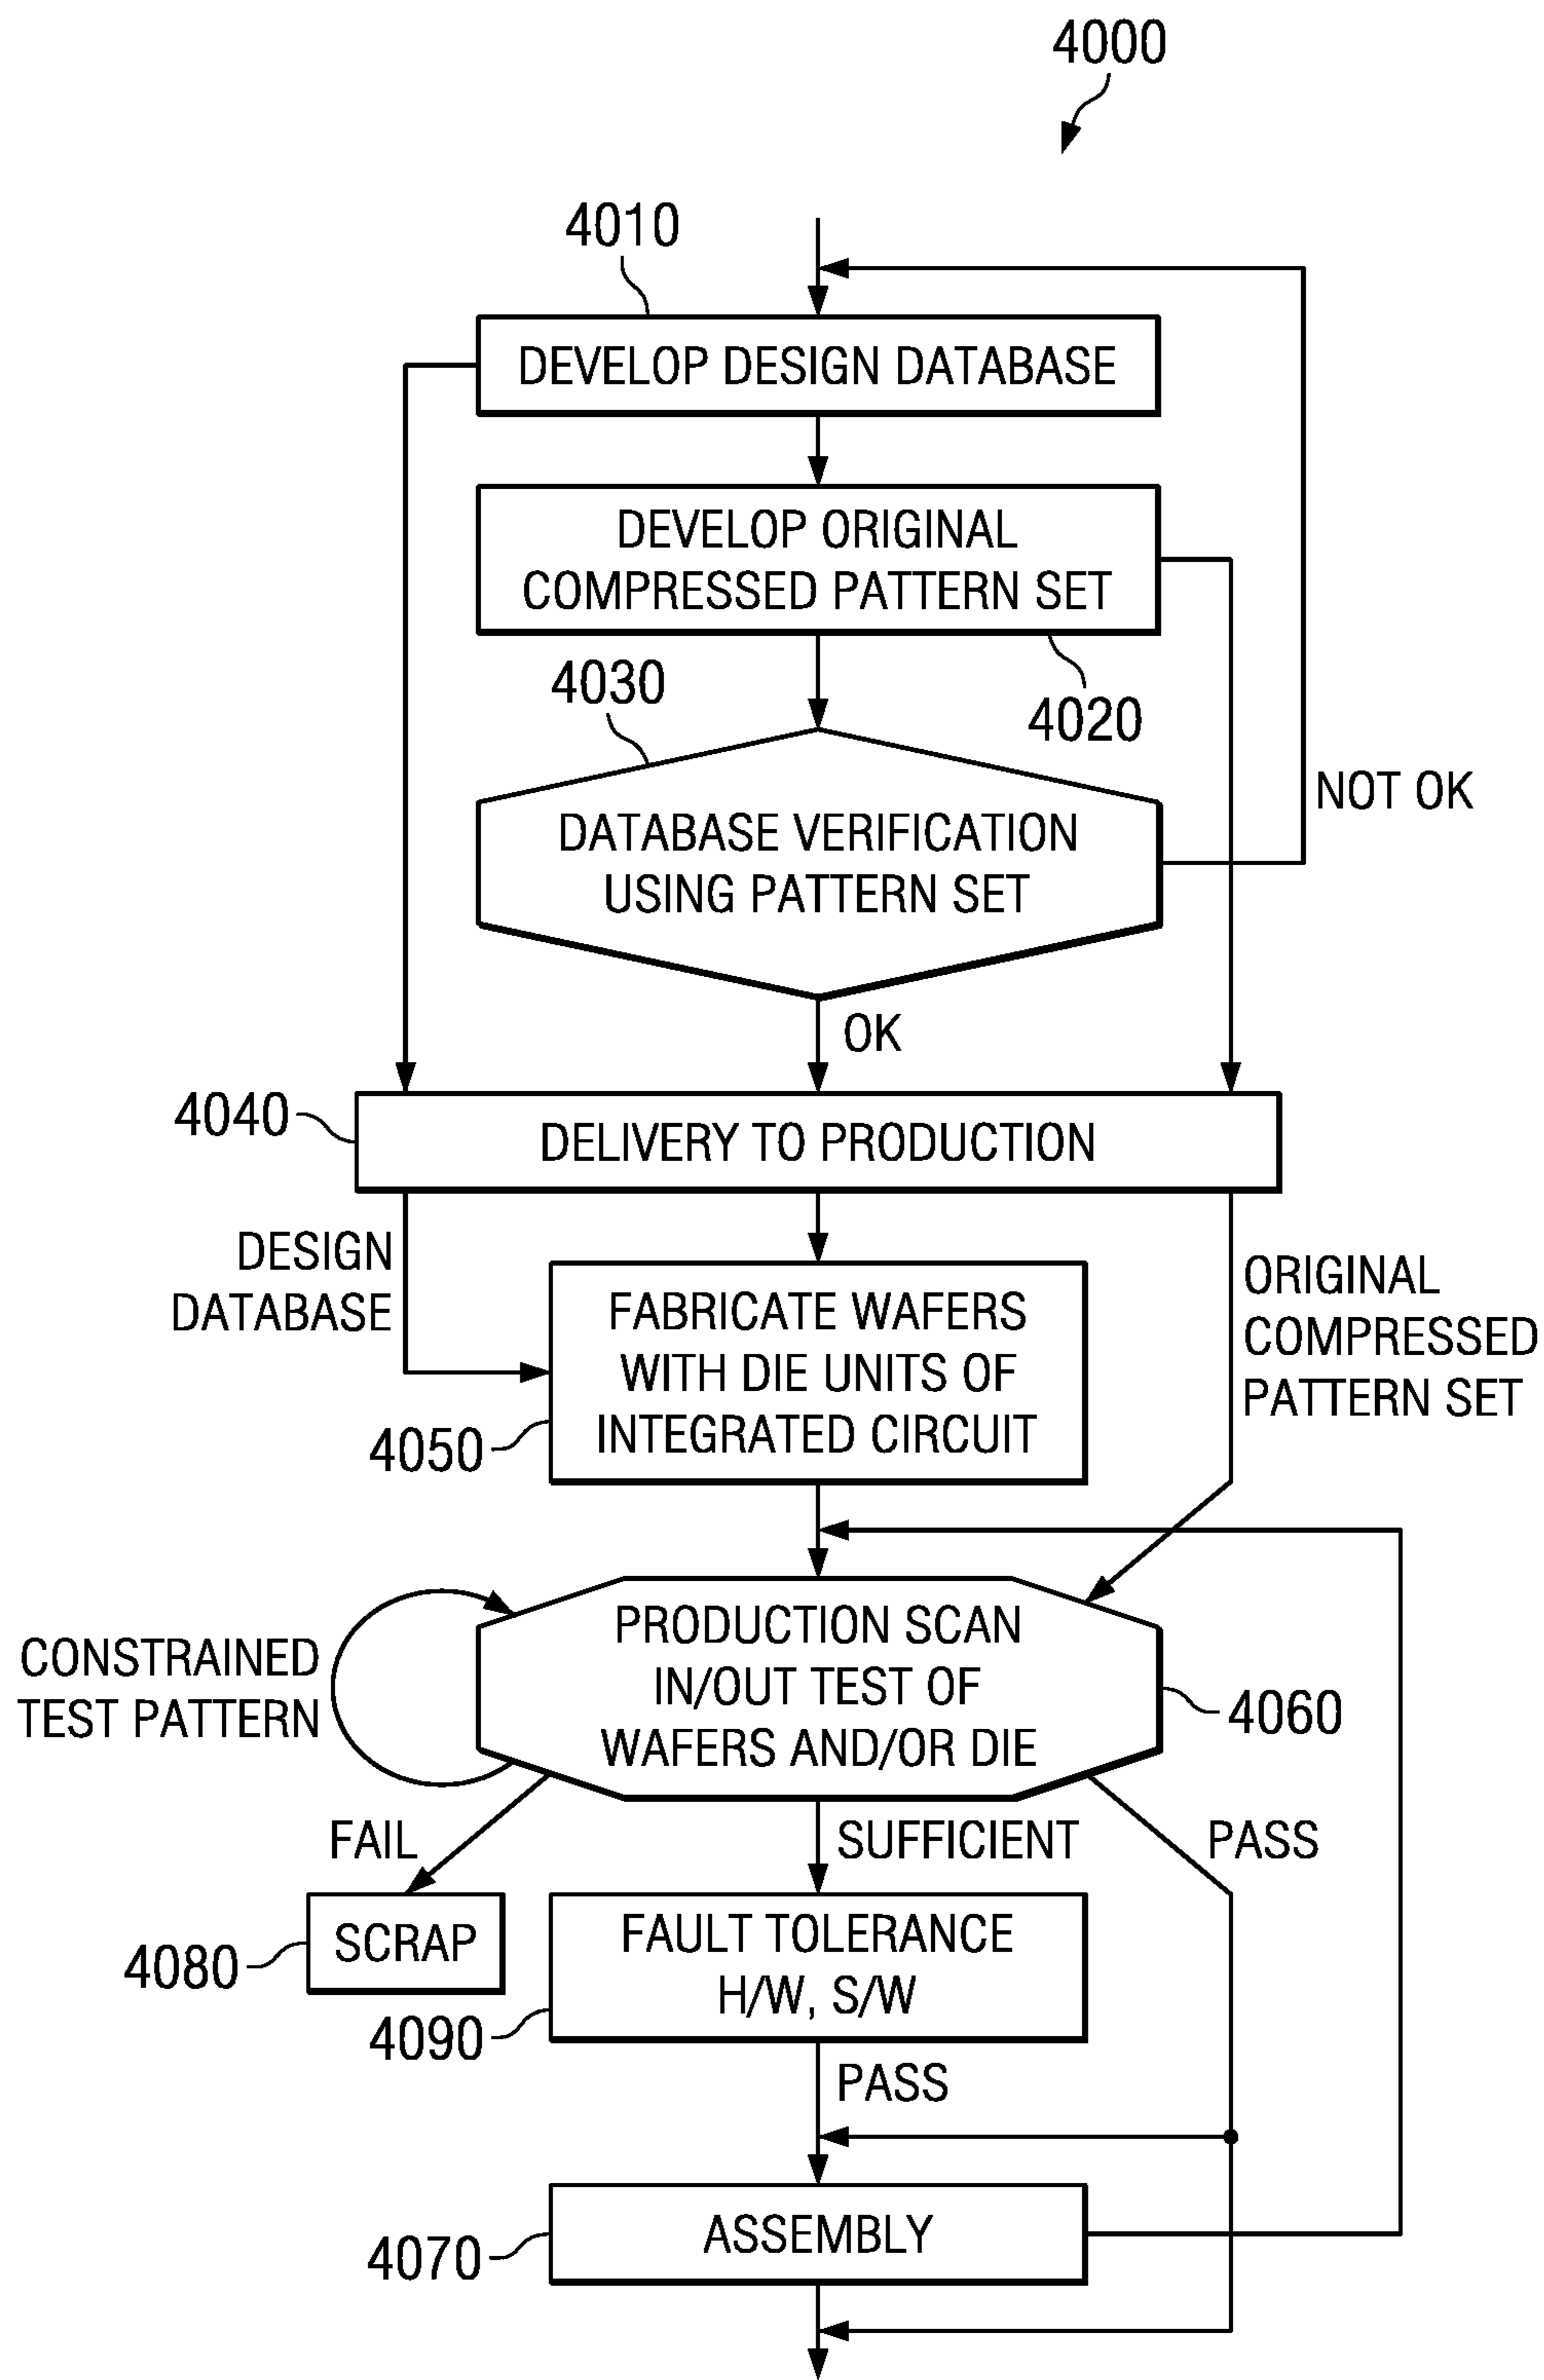 4000
4010
DEVELOP DESIGN DATABASE
DEVELOP ORIGINAL
COMPRESSED PATTERN SET
4030
4020
NOT OK
DATABASE VERIFICATION
USING PATTERN SET
OK
4040
DELIVERY TO PRODUCTION
DESIGN
DATABASE
ORIGINAL
COMPRESSED
PATTERN SET
FABRICATE WAFERS
WITH DIE UNITS OF
INTEGRATED CIRCUIT
4050
CONSTRAINED
TEST PATTERN
PRODUCTION SCAN
IN/OUT TEST OF
WAFERS AND/OR DIE
4060
FAIL
SUFFICIENT
PASS
SCRAP
4080
FAULT TOLERANCE
H/W, S/W
4090
PASS
ASSEMBLY
4070